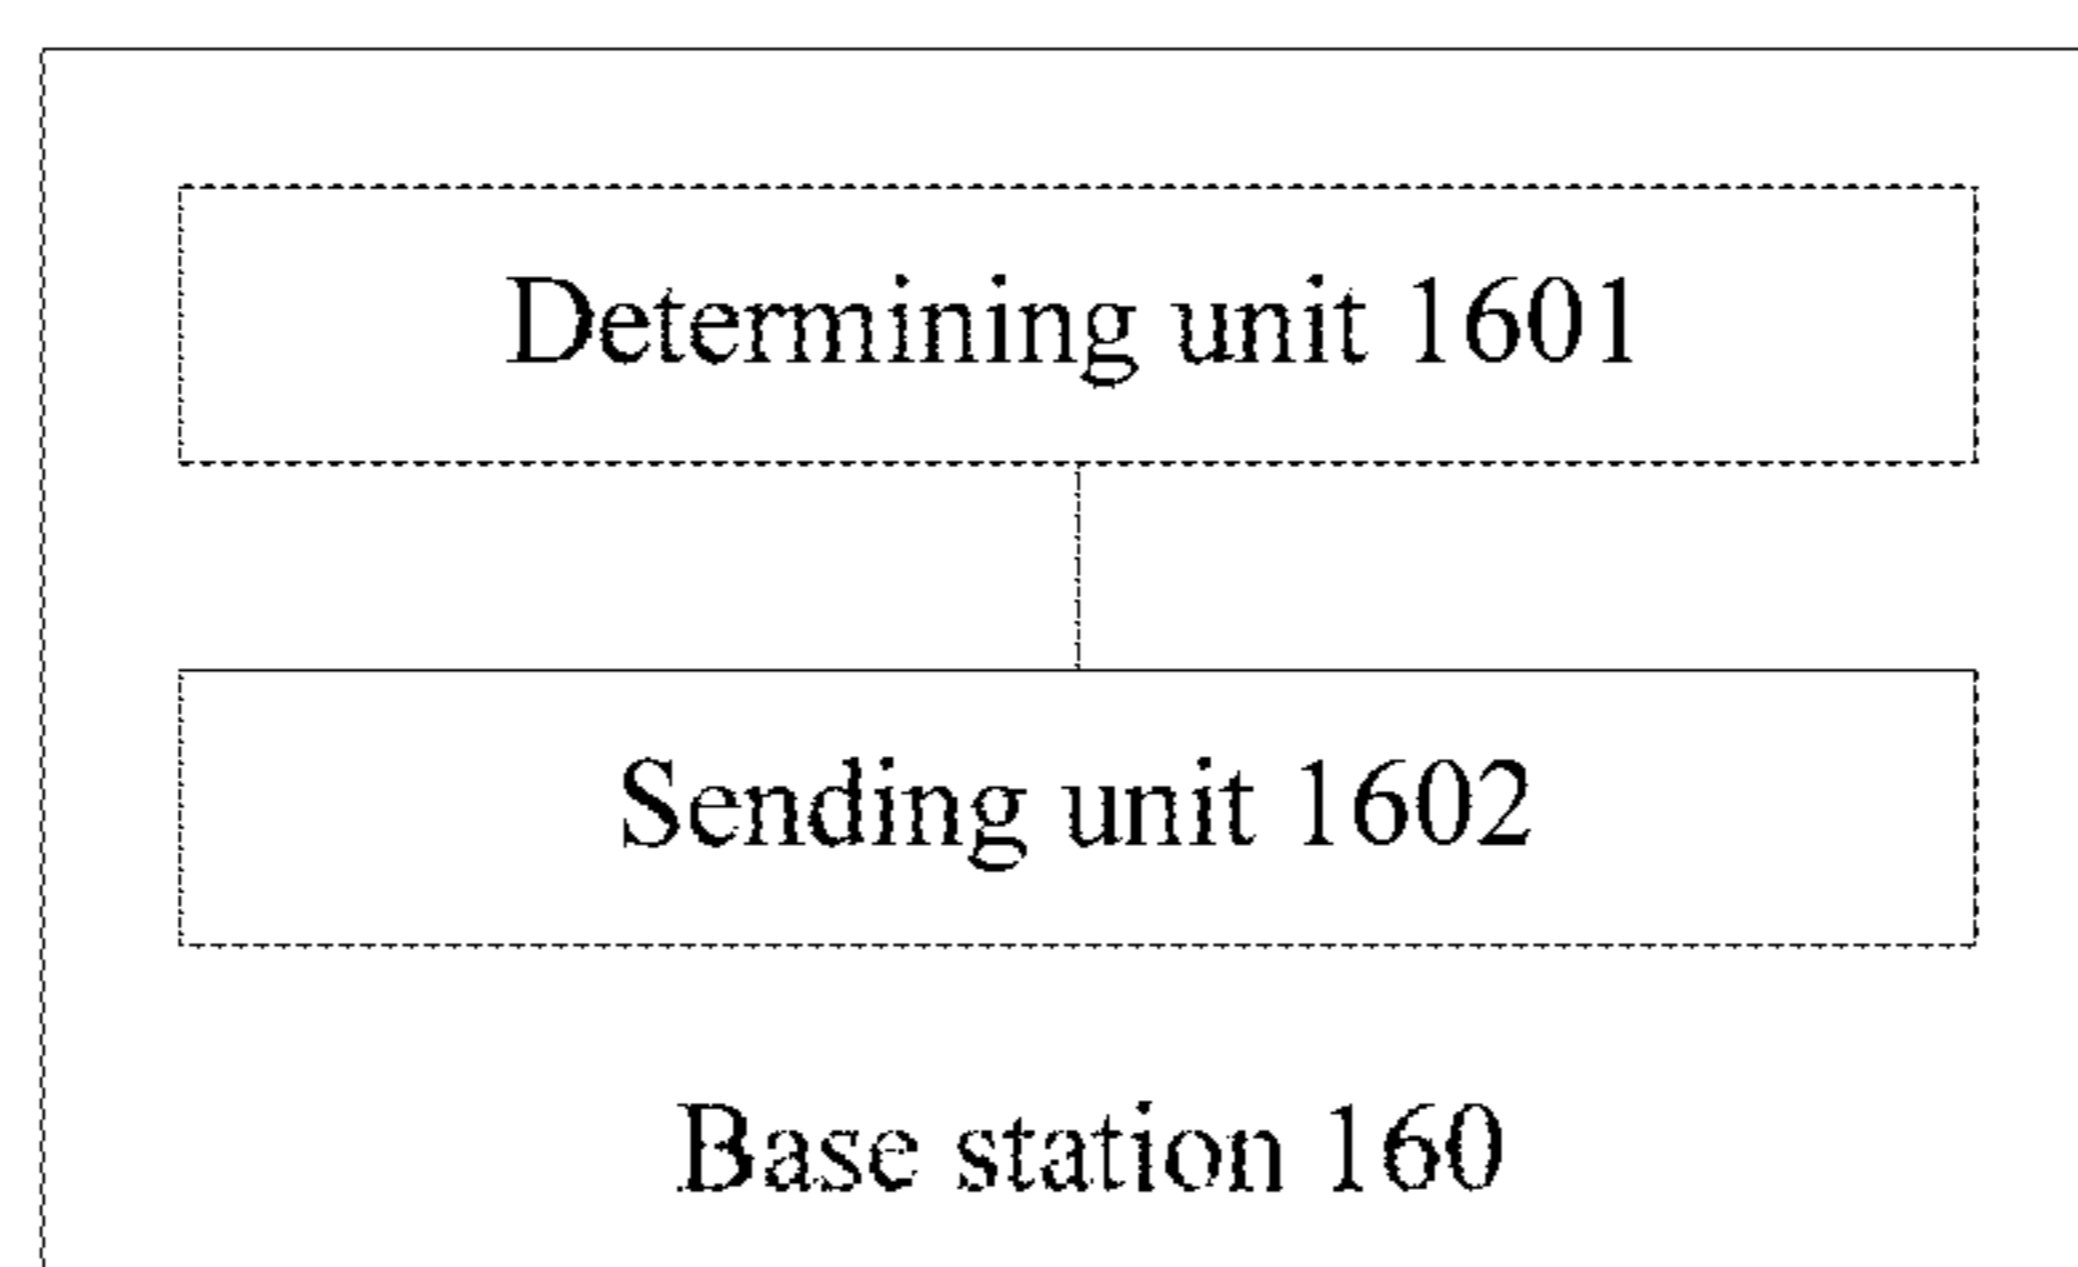 Determining unit 1601
Sending unit 1602
Base station 160